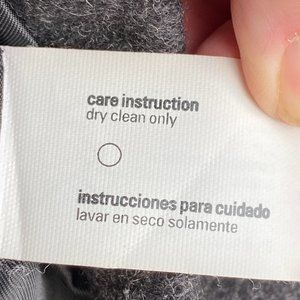 care instruction
dry clean only
instrucciones para cuidado
lavar en seco solamente